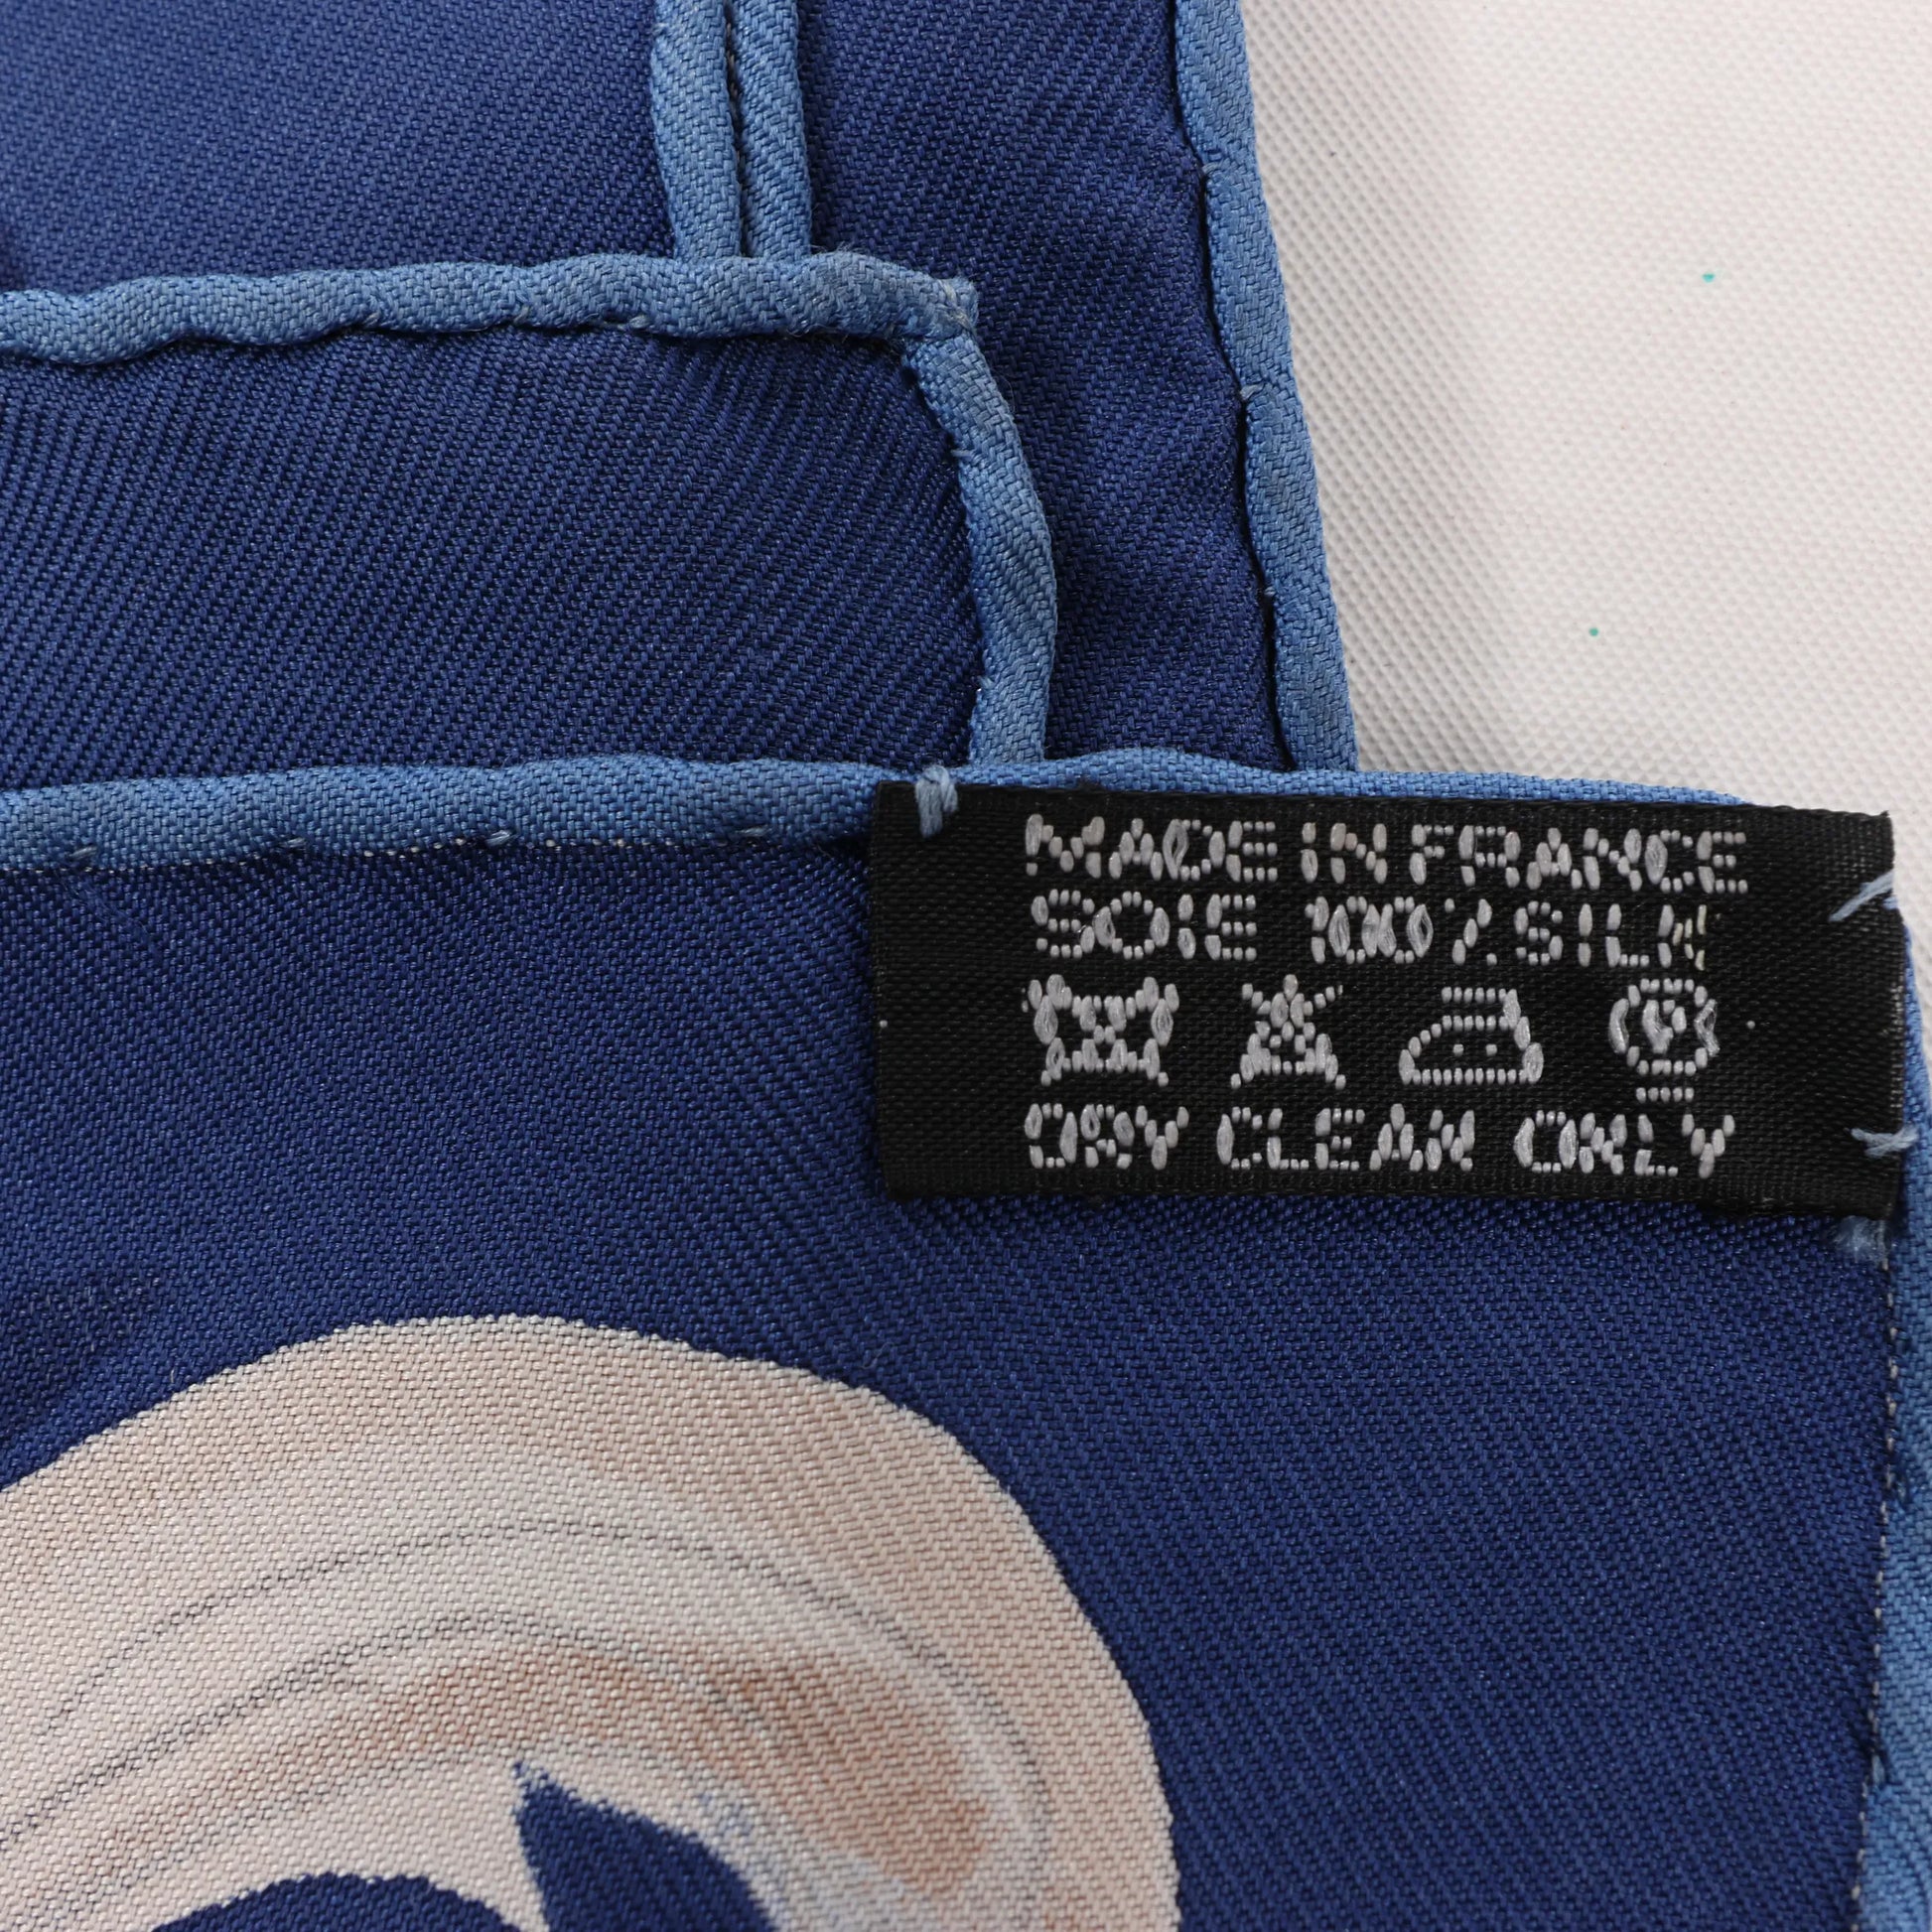 MADE IN FRANCE
SOIE 100% SILK
DRY CLEAN ONLY